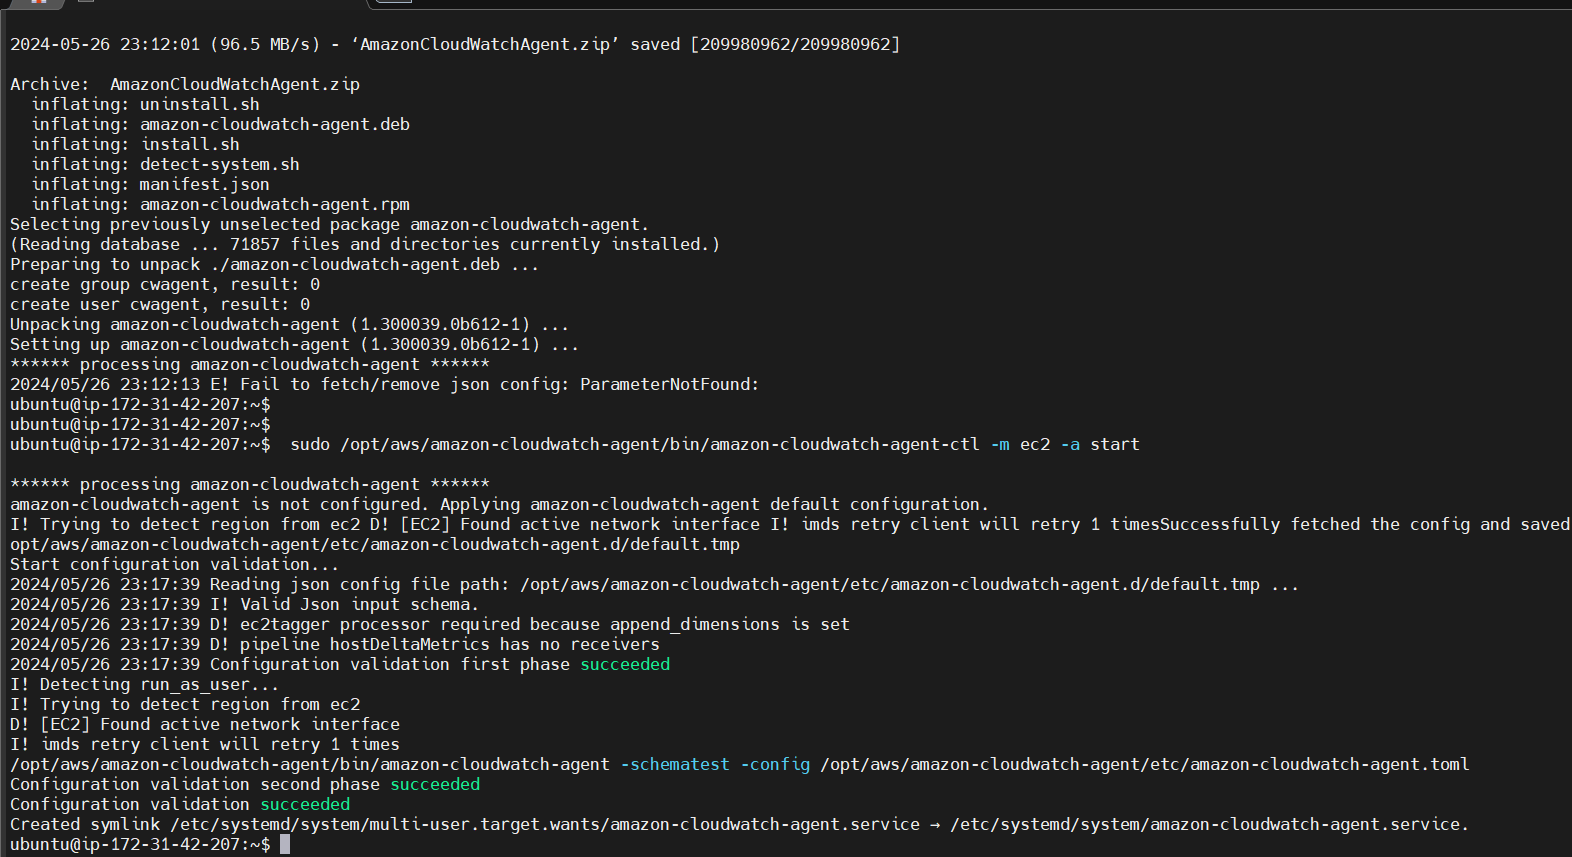 2024-05-26 23:12:01 (96.5 MB/s) - ‘AmazonCloudWatchAgent.zip’ saved [209980962/209980962]
Archive:  AmazonCloudWatchAgent.zip
  inflating: uninstall.sh
  inflating: amazon-cloudwatch-agent.deb
  inflating: install.sh
  inflating: detect-system.sh
  inflating: manifest.json
  inflating: amazon-cloudwatch-agent.rpm
Selecting previously unselected package amazon-cloudwatch-agent.
(Reading database ... 71857 files and directories currently installed.)
Preparing to unpack ./amazon-cloudwatch-agent.deb ...
create group cwagent, result: 0
create user cwagent, result: 0
Unpacking amazon-cloudwatch-agent (1.300039.0b612-1) ...
Setting up amazon-cloudwatch-agent (1.300039.0b612-1) ...
****** processing amazon-cloudwatch-agent ******
2024/05/26 23:12:13 E! Fail to fetch/remove json config: ParameterNotFound:
ubuntu@ip-172-31-42-207:~$
ubuntu@ip-172-31-42-207:~$
ubuntu@ip-172-31-42-207:~$  sudo /opt/aws/amazon-cloudwatch-agent/bin/amazon-cloudwatch-agent-ctl -m ec2 -a start
****** processing amazon-cloudwatch-agent ******
amazon-cloudwatch-agent is not configured. Applying amazon-cloudwatch-agent default configuration.
I! Trying to detect region from ec2 D! [EC2] Found active network interface I! imds retry client will retry 1 timesSuccessfully fetched the config and saved
opt/aws/amazon-cloudwatch-agent/etc/amazon-cloudwatch-agent.d/default.tmp
Start configuration validation...
2024/05/26 23:17:39 Reading json config file path: /opt/aws/amazon-cloudwatch-agent/etc/amazon-cloudwatch-agent.d/default.tmp ...
2024/05/26 23:17:39 I! Valid Json input schema.
2024/05/26 23:17:39 D! ec2tagger processor required because append_dimensions is set
2024/05/26 23:17:39 D! pipeline hostDeltaMetrics has no receivers
2024/05/26 23:17:39 Configuration validation first phase succeeded
I! Detecting run_as_user...
I! Trying to detect region from ec2
D! [EC2] Found active network interface
I! imds retry client will retry 1 times
/opt/aws/amazon-cloudwatch-agent/bin/amazon-cloudwatch-agent -schematest -config /opt/aws/amazon-cloudwatch-agent/etc/amazon-cloudwatch-agent.toml
Configuration validation second phase succeeded
Configuration validation succeeded
Created symlink /etc/systemd/system/multi-user.target.wants/amazon-cloudwatch-agent.service → /etc/systemd/system/amazon-cloudwatch-agent.service.
ubuntu@ip-172-31-42-207:~$